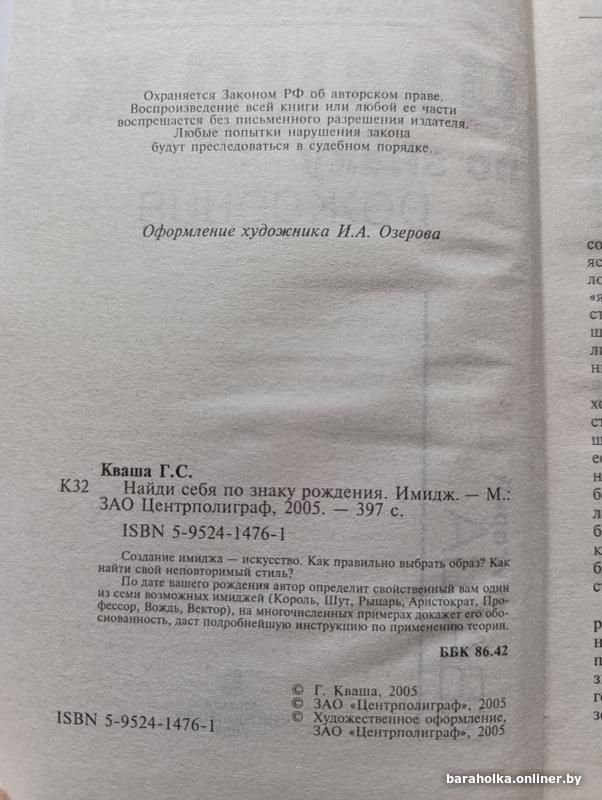 Охраняется Законом РФ об авторском праве.
Воспроизведение всей книги или любой ее части
воспрещается без письменного разрешения издателя.
Любые попытки нарушения закона
будут преследоваться в судебном порядке.
Оформление художника И.А. Озерова
Кваша Г.С.
К32 Найди себя по знаку рождения. Имидж. — М.:
ЗАО Центрполиграф, 2005. — 397 с.
ISBN 5-9524-1476-1
Создание имиджа — искусство. Как правильно выбрать образ? Как
найти свой неповторимый стиль?
По дате вашего рождения автор определит свойственный вам один
из семи возможных имиджей (Король, Шут, Рыцарь, Аристократ, Про-
фессор, Вождь, Вектор), на многочисленных примерах докажет его обо-
снованность, даст подробнейшую инструкцию по применению теории.
ББК 86.42
© Г. Кваша, 2005
© ЗАО «Центрполиграф», 2005
© Художественное оформление,
ЗАО «Центрполиграф», 2005
ISBN 5-9524-1476-1
baraholka.onliner.by